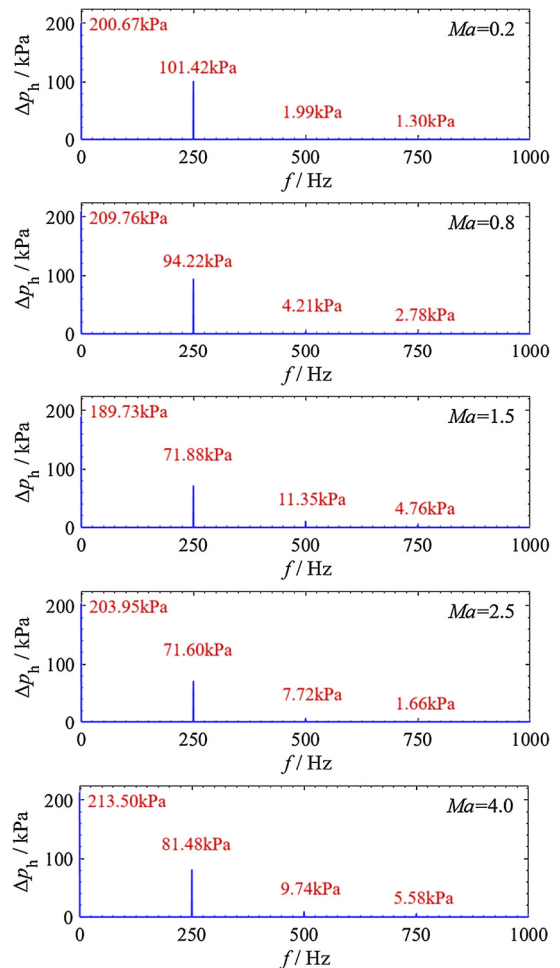 200.67kPa
Ma=0.2
200
101.42kPa
100
1.99kPa
1.30kPa
0
Δpₕ / kPa
0 250 500 750 1000
f / Hz
209.76kPa
Ma=0.8
200
94.22kPa
100
4.21kPa
2.78kPa
0
Δpₕ / kPa
0 250 500 750 1000
f / Hz
189.73kPa
Ma=1.5
200
71.88kPa
100
11.35kPa
4.76kPa
0
Δpₕ / kPa
0 250 500 750 1000
f / Hz
203.95kPa
Ma=2.5
200
71.60kPa
100
7.72kPa
1.66kPa
0
Δpₕ / kPa
0 250 500 750 1000
f / Hz
213.50kPa
Ma=4.0
200
81.48kPa
100
9.74kPa
5.58kPa
0
Δpₕ / kPa
0 250 500 750 1000
f / Hz